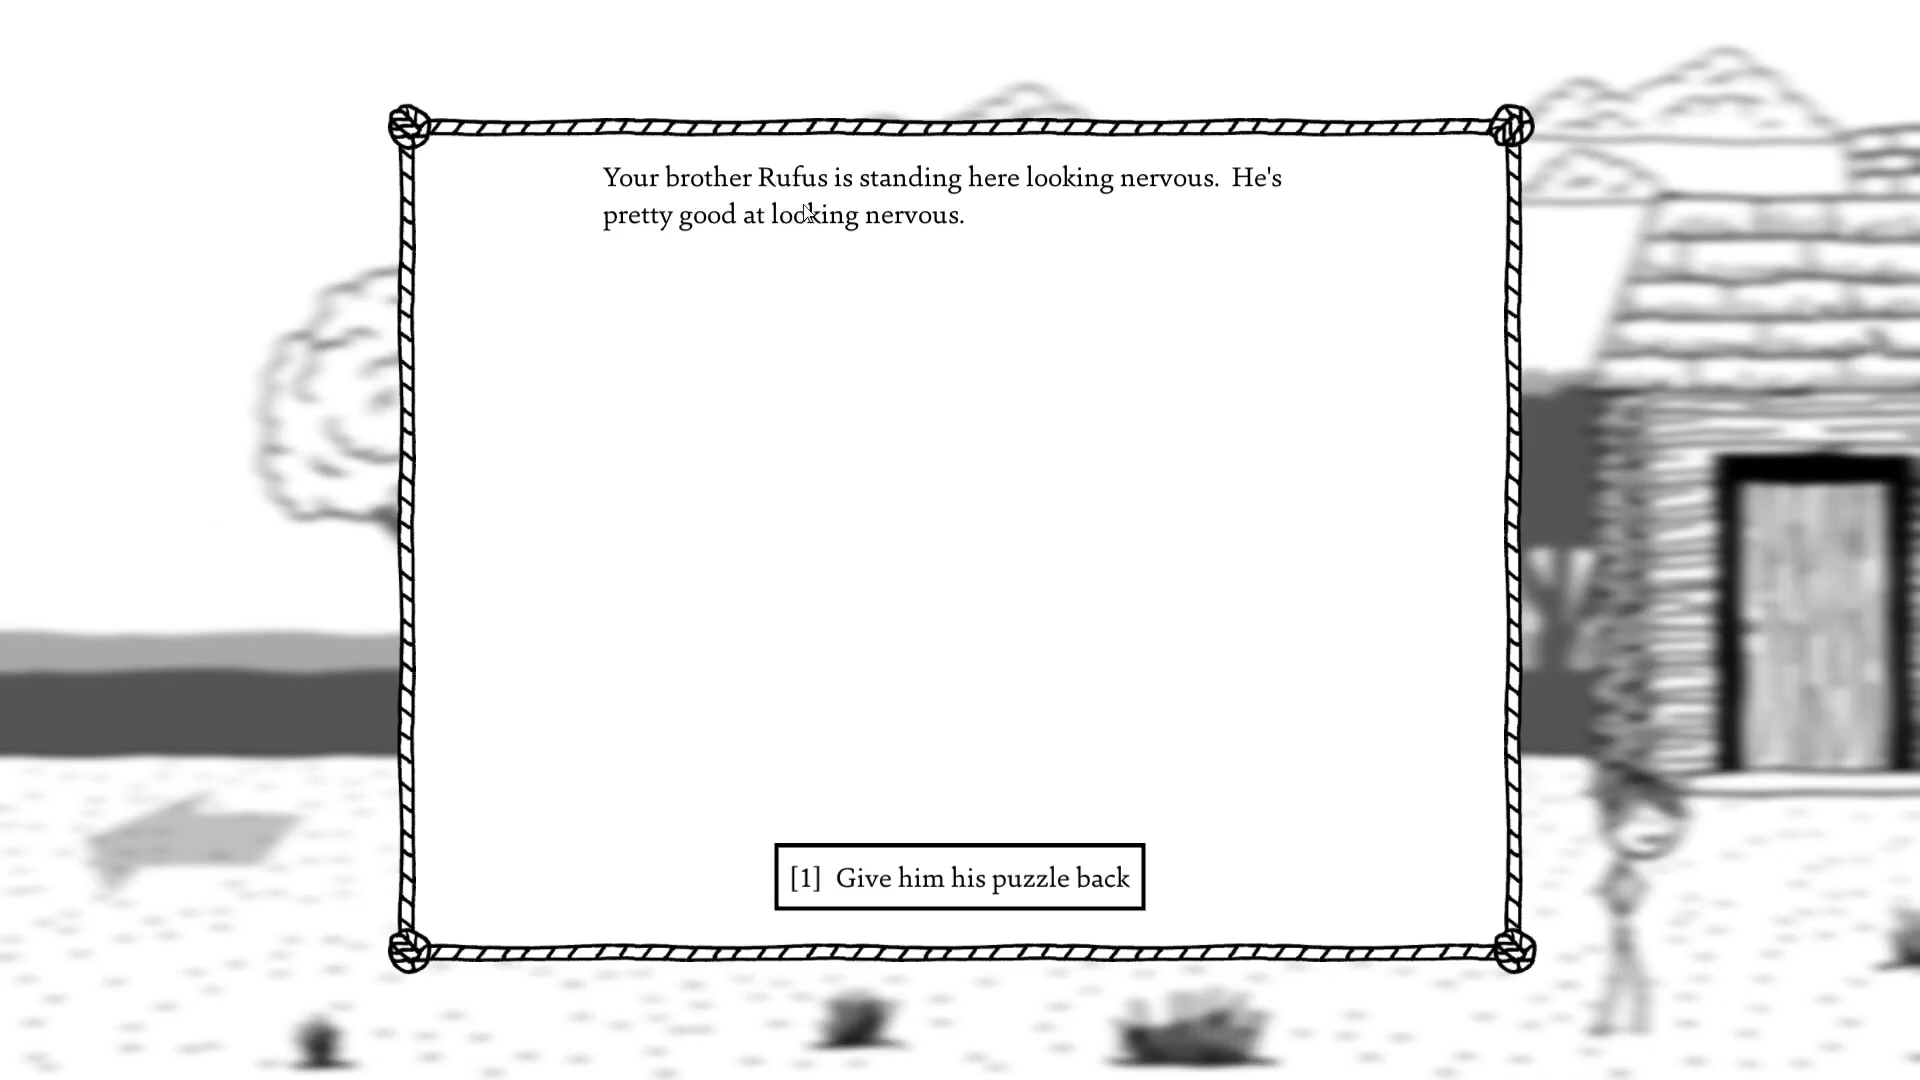 Your brother Rufus is standing here looking nervous.  He's
pretty good at looking nervous.
[1]  Give him his puzzle back